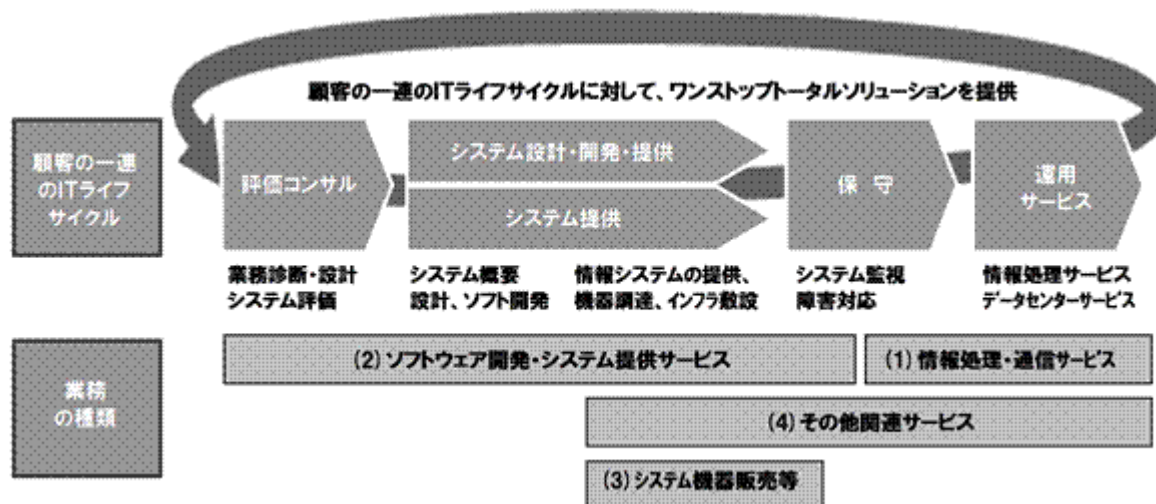 顧客の一連のITライフサイクルに対して、ワンストップトータルソリューションを提供
顧客の一連
のITライフ
サイクル
評価コンサル
システム設計・開発・提供
システム提供
保 守
運用
サービス
業務診断・設計
システム評価
システム概要
設計、ソフト開発
情報システムの提供、
機器調達、インフラ敷設
システム監視
障害対応
情報処理サービス
データセンターサービス
業務
の種類
(2) ソフトウェア開発・システム提供サービス
(1) 情報処理・通信サービス
(4) その他関連サービス
(3) システム機器販売等